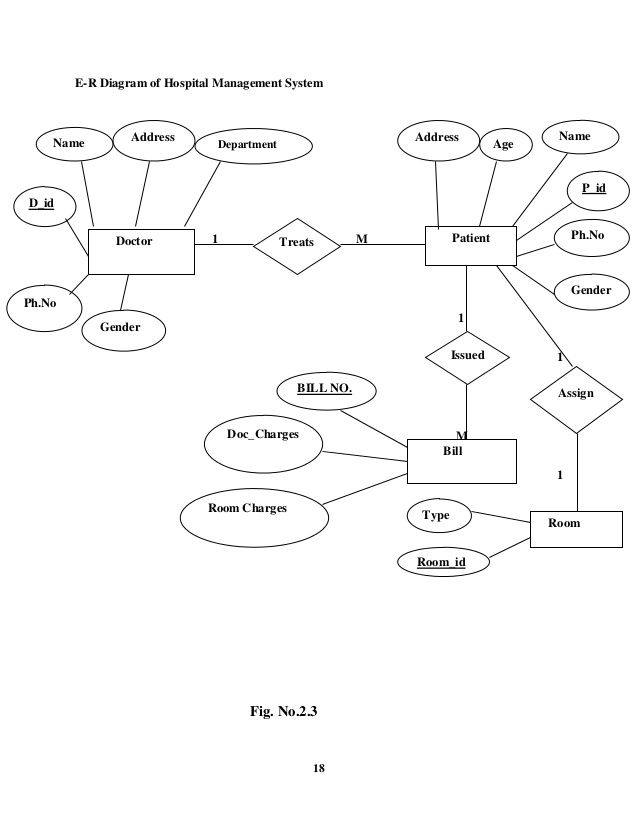 E-R Diagram of Hospital Management System
Name
Address
Department
Address
Age
Name
D_id
P_id
Doctor
1
Treats
M
Patient
Ph.No
Ph.No
Gender
Gender
1
Issued
1
Assign
BILL NO.
Doc_Charges
M
Bill
1
Room Charges
Type
Room
Room_id
Fig. No.2.3
18